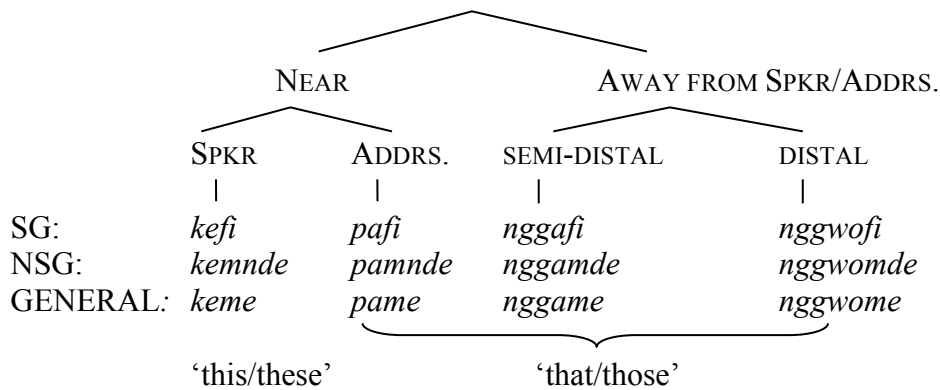 NEAR AWAY FROM SPKR/ADDRS.
SPKR ADDRS. SEMI-DISTAL DISTAL
SG: kefi pafi nggafi nggwofi
NSG: kemnde pamnde nggamde nggwomde
GENERAL: keme pame nggame nggwome
‘this/these’ ‘that/those’